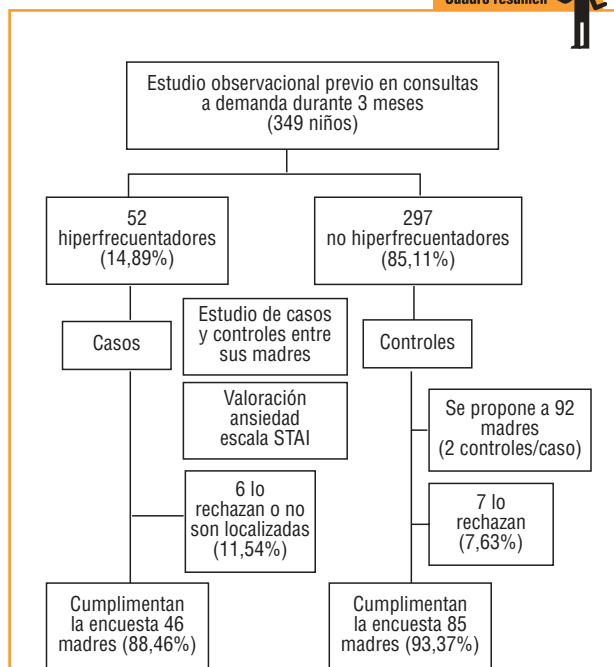 Cuadro resumen
Estudio observacional previo en consultas
a demanda durante 3 meses
(349 niños)
52
hiperfrecuentadores
(14,89%)
297
no hiperfrecuentadores
(85,11%)
Casos
Estudio de casos
y controles entre
sus madres
Controles
Valoración
ansiedad
escala STAI
Se propone a 92
madres
(2 controles/caso)
6 lo
rechazan o no
son localizadas
(11,54%)
7 lo
rechazan
(7,63%)
Cumplimentan
la encuesta 46
madres (88,46%)
Cumplimentan
la encuesta 85
madres (93,37%)